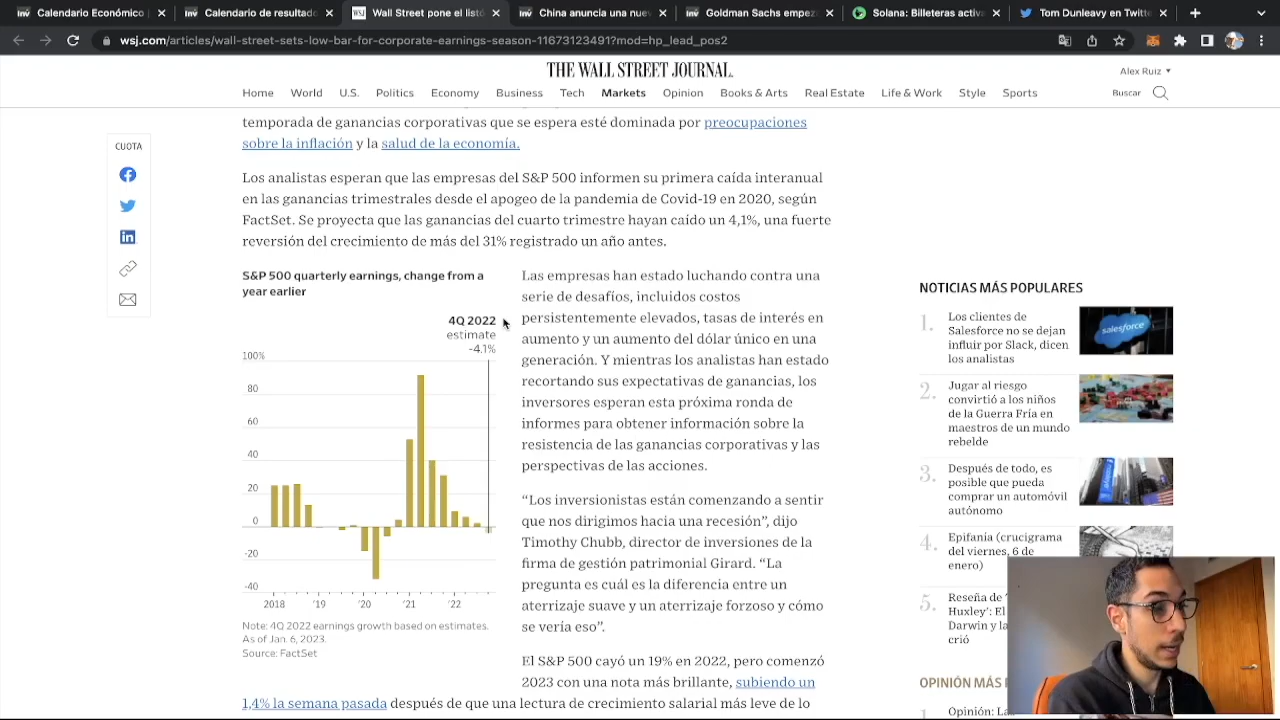 Calendario Económico
Calendario de resultado
Wall Street pone el listó
China anuncia una nue
Goldman Sachs empez
Solana: Billeteras activa
Tom Dunleavy en Twitte
wsj.com/articles/wall-street-sets-low-bar-for-corporate-earnings-season-11673123491?mod=hp_lead_pos2
THE WALL STREET JOURNAL.
Alex Ruiz
Home World U.S. Politics Economy Business Tech Markets Opinion Books & Arts Real Estate Life & Work Style Sports
Buscar
CUOTA
temporada de ganancias corporativas que se espera esté dominada por preocupaciones
sobre la inflación y la salud de la economía.
Los analistas esperan que las empresas del S&P 500 informen su primera caída interanual
en las ganancias trimestrales desde el apogeo de la pandemia de Covid-19 en 2020, según
FactSet. Se proyecta que las ganancias del cuarto trimestre hayan caído un 4,1%, una fuerte
reversión del crecimiento de más del 31% registrado un año antes.
S&P 500 quarterly earnings, change from a
year earlier
4Q 2022
estimate
-4.1%
100%
80
60
40
20
0
-20
-40
2018 '19 '20 '21 '22
Note: 4Q 2022 earnings growth based on estimates.
As of Jan. 6, 2023.
Source: FactSet
Las empresas han estado luchando contra una
serie de desafíos, incluidos costos
persistentemente elevados, tasas de interés en
aumento y un aumento del dólar único en una
generación. Y mientras los analistas han estado
recortando sus expectativas de ganancias, los
inversores esperan esta próxima ronda de
informes para obtener información sobre la
resistencia de las ganancias corporativas y las
perspectivas de las acciones.
“Los inversionistas están comenzando a sentir
que nos dirigimos hacia una recesión”, dijo
Timothy Chubb, director de inversiones de la
firma de gestión patrimonial Girard. “La
pregunta es cuál es la diferencia entre un
aterrizaje suave y un aterrizaje forzoso y cómo
se vería eso”.
El S&P 500 cayó un 19% en 2022, pero comenzó
2023 con una nota más brillante, subiendo un
1,4% la semana pasada después de que una lectura de crecimiento salarial más leve de lo
NOTICIAS MÁS POPULARES
1.
Los clientes de
Salesforce no se dejan
influir por Slack, dicen
los analistas
salesforce
2.
Jugar al riesgo
convirtió a los niños
de la Guerra Fría en
maestros de un mundo
rebelde
3.
Después de todo, es
posible que pueda
comprar un automóvil
autónomo
4.
Epifanía (crucigrama
del viernes, 6 de
enero)
5.
Reseña de '
Huxley': El
Darwin y la
crió
OPINIÓN MÁS
1.
Opinión: Las